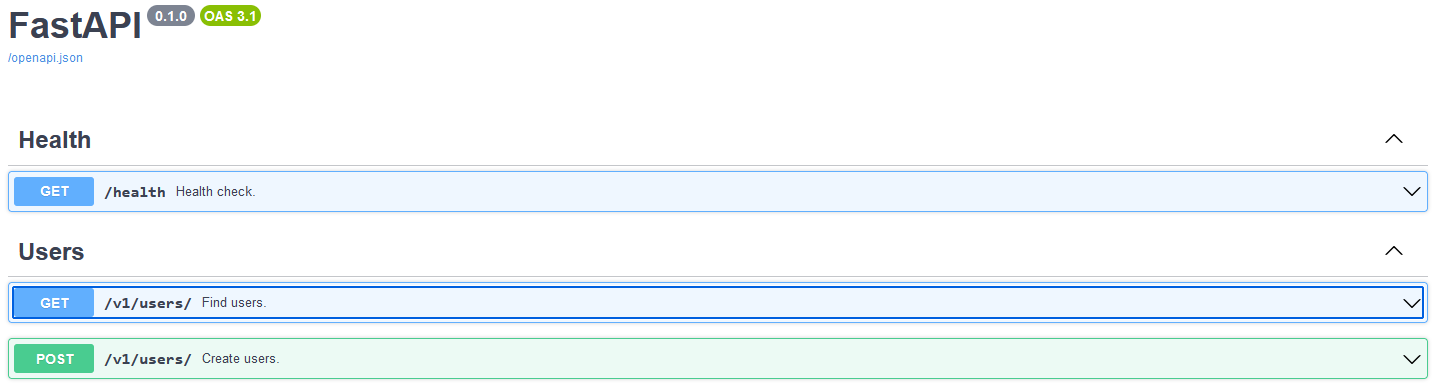 FastAPI 0.1.0 OAS 3.1
/openapi.json
Health
GET /health Health check.
Users
GET /v1/users/ Find users.
POST /v1/users/ Create users.